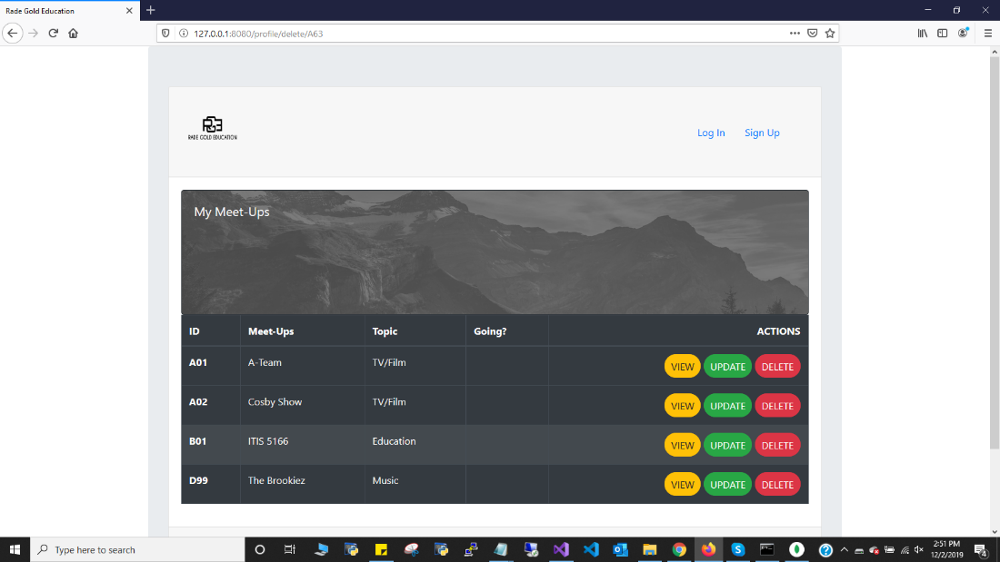 Rade Gold Education
127.0.0.1:8080/profile/delete/A63
RADE GOLD EDUCATION
Log In Sign Up
My Meet-Ups
ID Meet-Ups Topic Going? ACTIONS
A01 A-Team TV/Film VIEW UPDATE DELETE
A02 Cosby Show TV/Film VIEW UPDATE DELETE
B01 ITIS 5166 Education VIEW UPDATE DELETE
D99 The Brookiez Music VIEW UPDATE DELETE
Type here to search
2:51 PM
12/2/2019
4